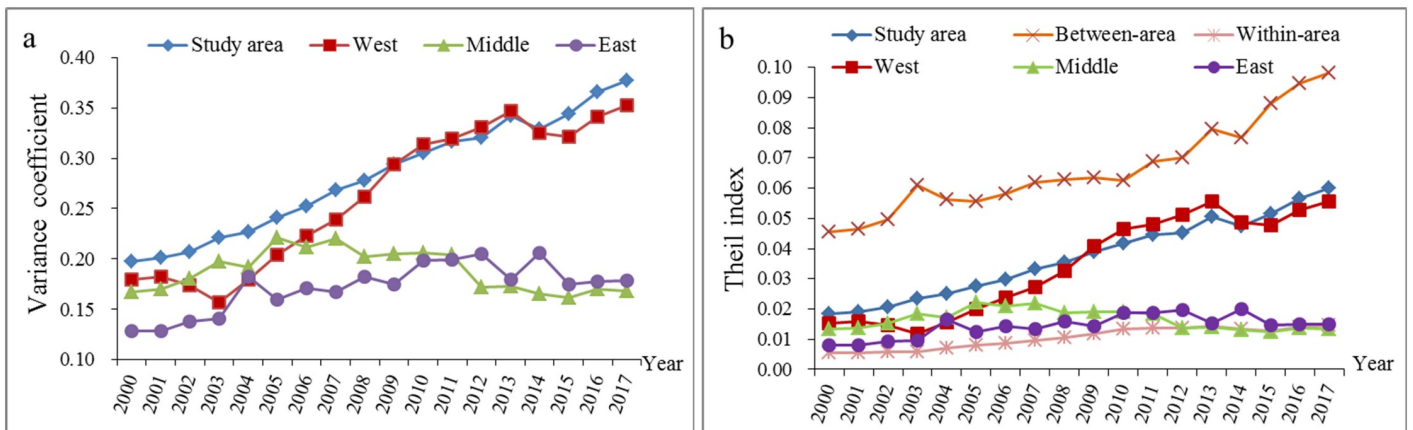 a
Study area West Middle East
Variance coefficient
0.40
0.35
0.30
0.25
0.20
0.15
0.10
2000 2001 2002 2003 2004 2005 2006 2007 2008 2009 2010 2011 2012 2013 2014 2015 2016 2017
Year
b
Study area Between-area Within-area
West Middle East
Theil index
0.10
0.09
0.08
0.07
0.06
0.05
0.04
0.03
0.02
0.01
0.00
2000 2001 2002 2003 2004 2005 2006 2007 2008 2009 2010 2011 2012 2013 2014 2015 2016 2017
Year